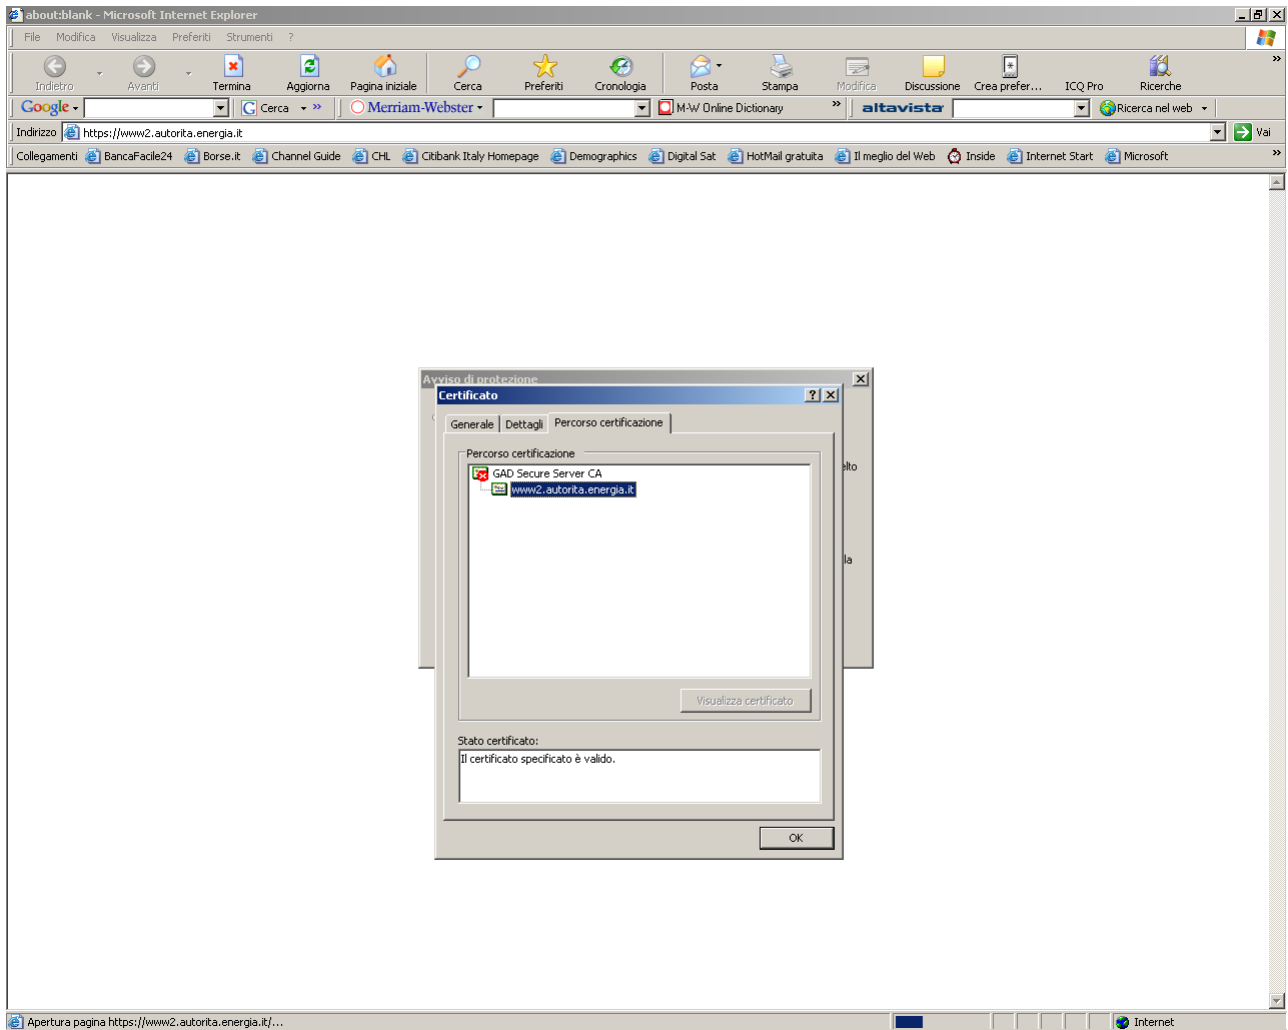 about:blank - Microsoft Internet Explorer
File Modifica Visualizza Preferiti Strumenti ?
Indietro Avanti Termina Aggiorna Pagina iniziale Cerca Preferiti Cronologia Posta Stampa Modifica Discussione Crea prefer... ICQ Pro Ricerche »
Google Cerca » Merriam-Webster M-W Online Dictionary » altavista Ricerca nel web
Indirizzo https://www2.autorita.energia.it Vai
Collegamenti BancaFacile24 Borse.it Channel Guide CHL Citibank Italy Homepage Demographics Digital Sat HotMail gratuita Il meglio del Web Inside Internet Start Microsoft »
Avviso di protezione
Certificato
Generale Dettagli Percorso certificazione
Percorso certificazione
elto
GAD Secure Server CA
www2.autorita.energia.it
la
Visualizza certificato
Stato certificato:
Il certificato specificato è valido.
OK
Apertura pagina https://www2.autorita.energia.it/... Internet